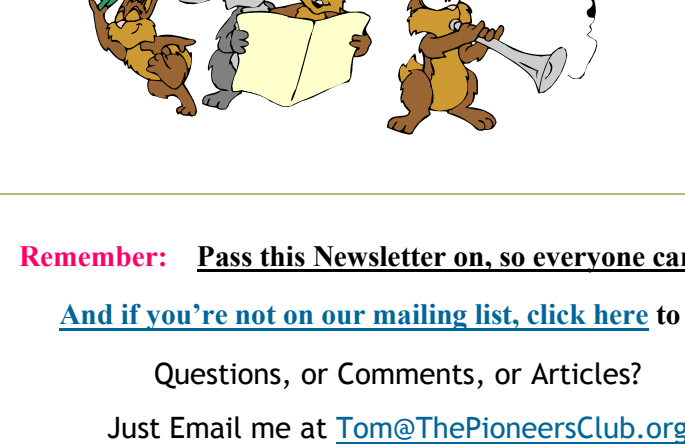 Remember: Pass this Newsletter on, so everyone can
And if you’re not on our mailing list, click here to
Questions, or Comments, or Articles?
Just Email me at Tom@ThePioneersClub.org